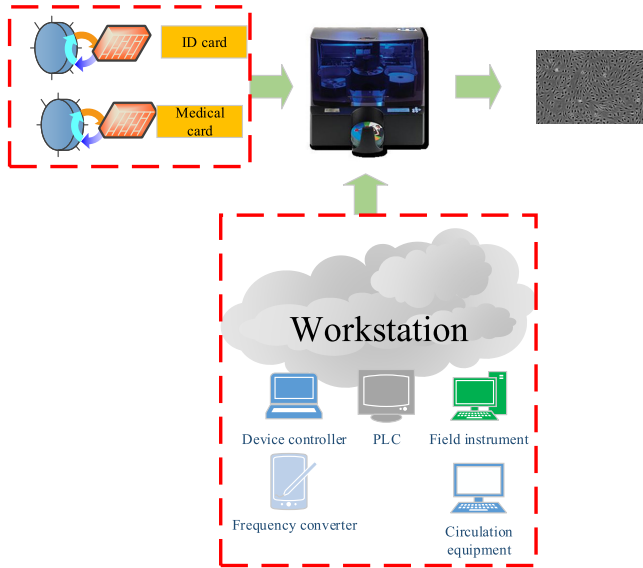 ID card
Medical
card
Workstation
Device controller
PLC
Field instrument
Frequency converter
Circulation
equipment